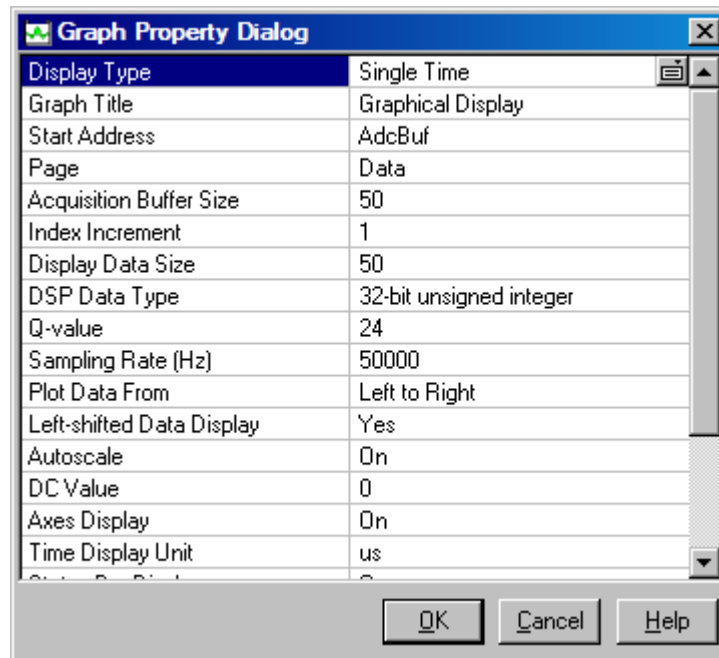 Graph Property Dialog
Display Type Single Time
Graph Title Graphical Display
Start Address AdcBuf
Page Data
Acquisition Buffer Size 50
Index Increment 1
Display Data Size 50
DSP Data Type 32-bit unsigned integer
Q-value 24
Sampling Rate (Hz) 50000
Plot Data From Left to Right
Left-shifted Data Display Yes
Autoscale On
DC Value 0
Axes Display On
Time Display Unit us
OK Cancel Help